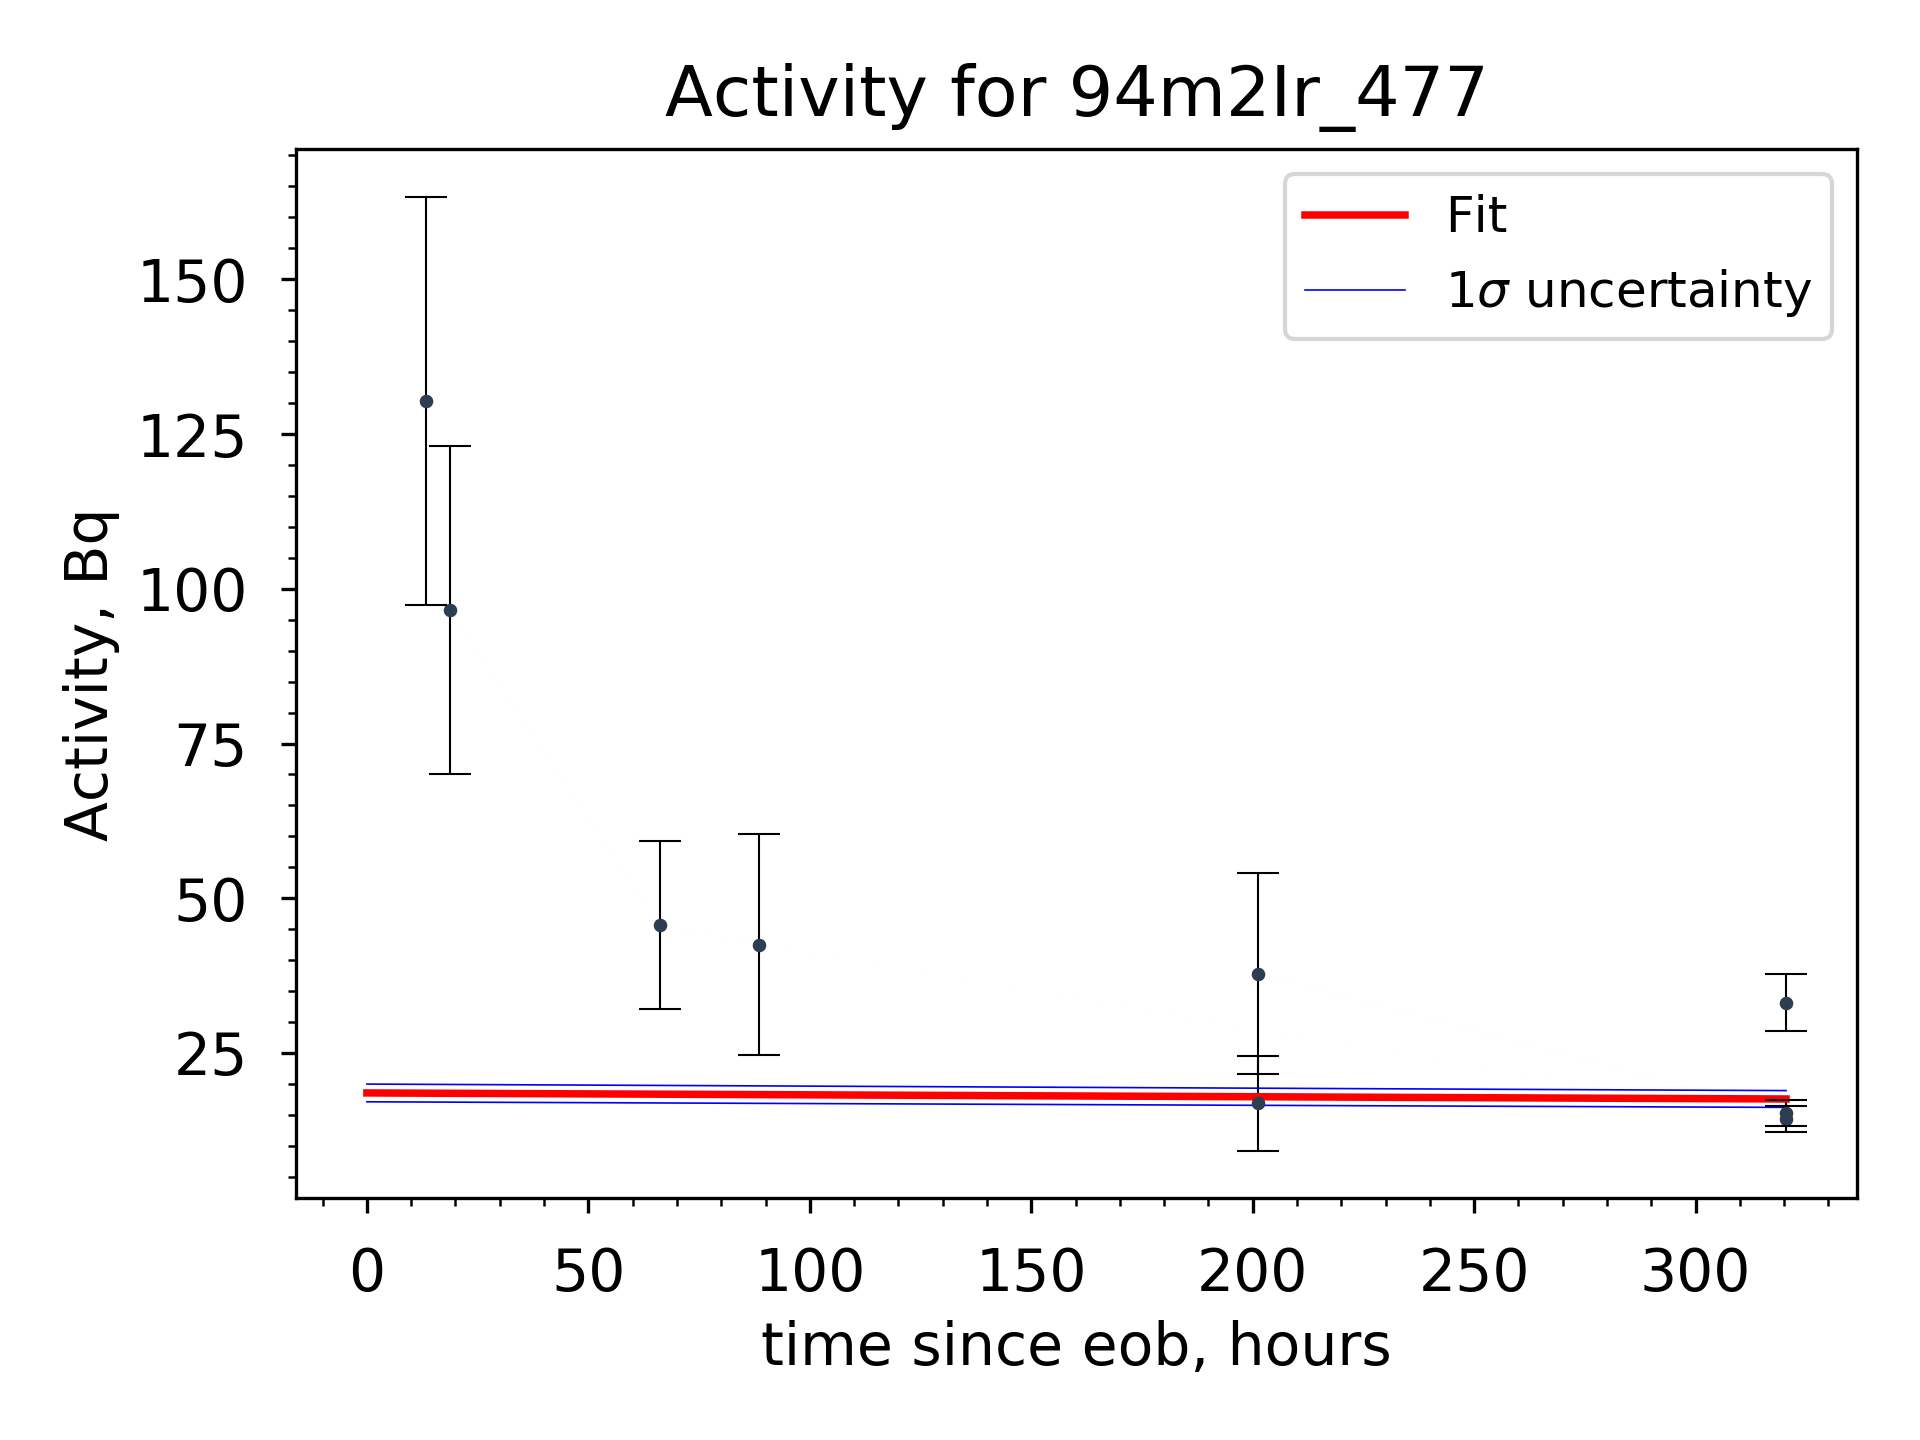 Activity for 94m2Ir_477
Fit
1σ uncertainty
150
125
100
75
50
25
Activity, Bq
0 50 100 150 200 250 300
time since eob, hours